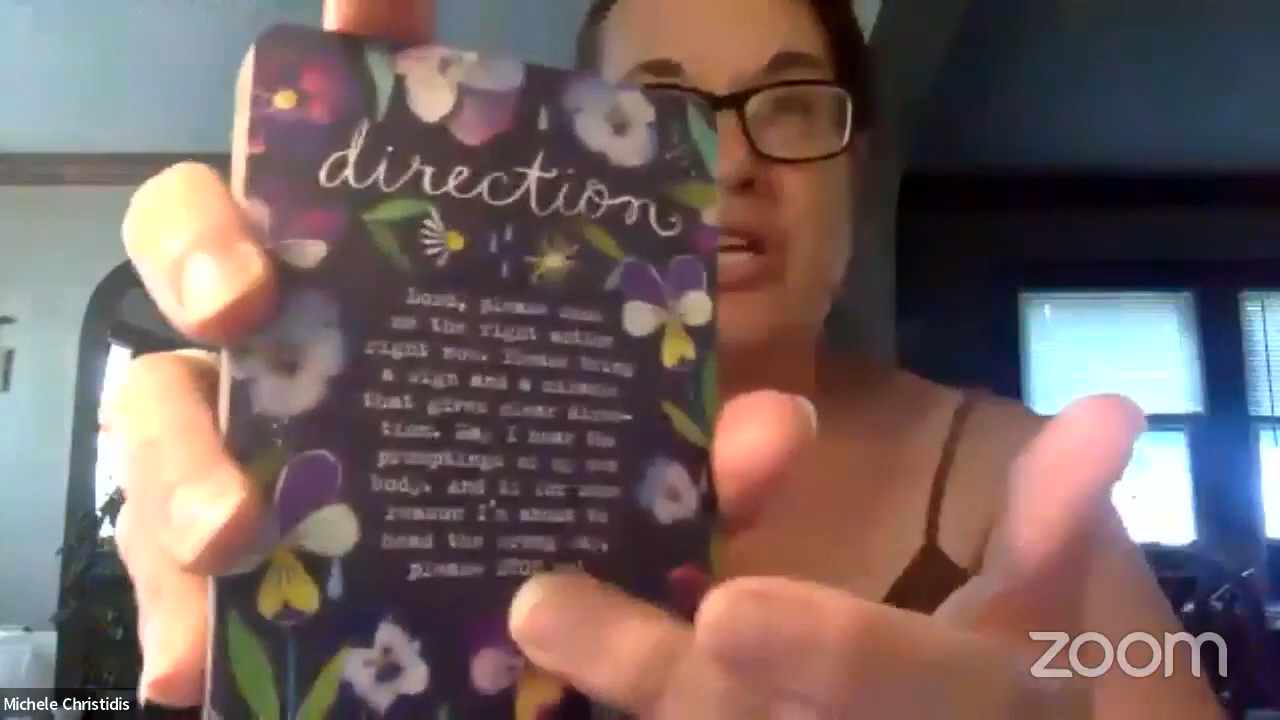 direction
Lord, please show
me the right action
right now. Please bring
a sign and a miracle
that gives clear direc-
tion. May I hear the
promptings of my own
body. And if for some
reason I'm about to
head the wrong way,
please STOP me!
zoom
Michele Christidis